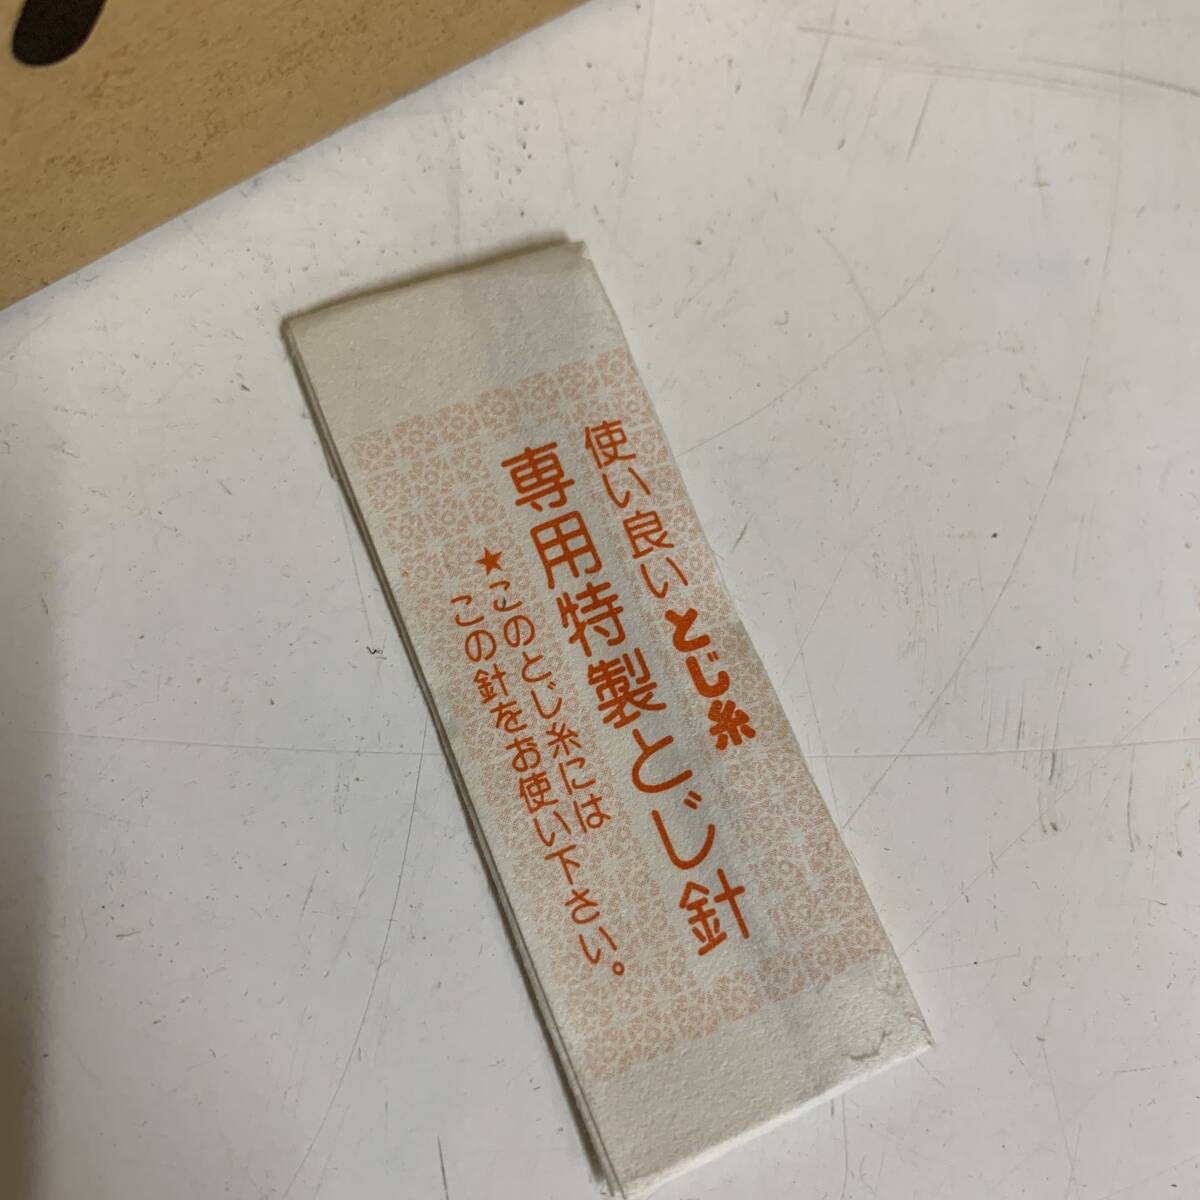 使い良いとじ糸
専用特製とじ針
★このとじ糸には
この針をお使い下さい。